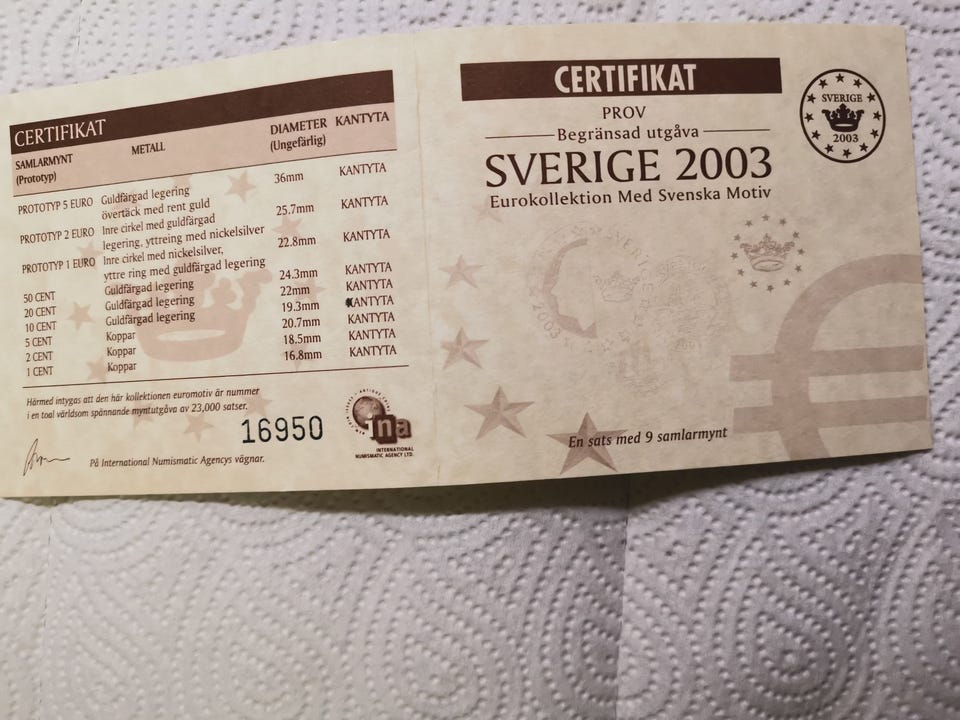 CERTIFIKAT
SAMLARMYNT METALL DIAMETER KANTYTA
(Prototyp) (Ungefärlig)
PROTOTYP 5 EURO Guldfärgad legering 36mm KANTYTA
övertäck med rent guld
PROTOTYP 2 EURO Inre cirkel med guldfärgad 25.7mm KANTYTA
legering, yttreing med nickelsilver
PROTOTYP 1 EURO Inre cirkel med nickelsilver, 22.8mm KANTYTA
yttre ring med guldfärgad legering
50 CENT Guldfärgad legering 24.3mm KANTYTA
20 CENT Guldfärgad legering 22mm KANTYTA
10 CENT Guldfärgad legering 19.3mm KANTYTA
5 CENT Koppar 20.7mm KANTYTA
2 CENT Koppar 18.5mm KANTYTA
1 CENT Koppar 16.8mm KANTYTA
Härmed intygas att den här kollektionen euromotiv är nummer
i en toal världsom spännande myntutgåva av 23,000 satser.
16950
ina
INTERNATIONAL
NUMISMATIC AGENCY LTD.
På International Numismatic Agencys vägnar.
CERTIFIKAT
PROV
Begränsad utgåva
SVERIGE 2003
Eurokollektion Med Svenska Motiv
SVERIGE
2003
En sats med 9 samlarmynt